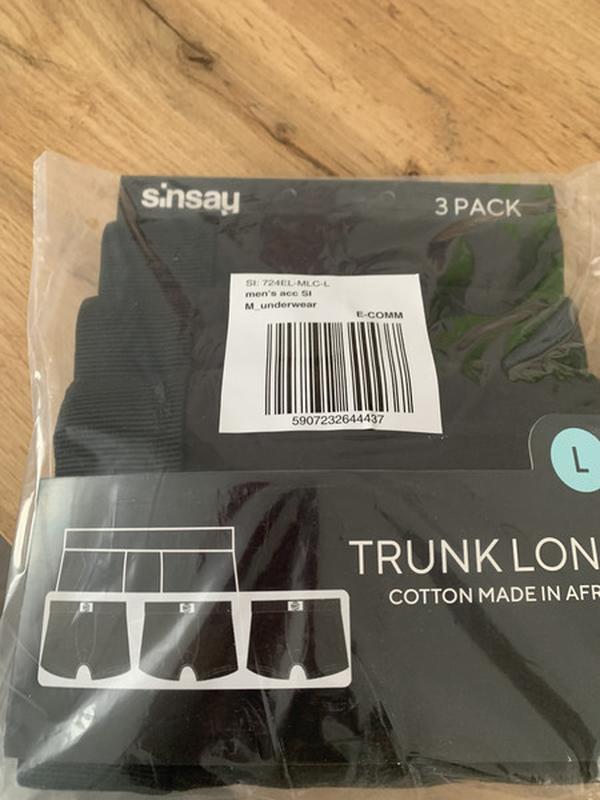 sinsay
3 PACK
SI: 724EL-MLC-L
men's acc SI
M_underwear
E-COMM
5907232644437
L
TRUNK LON
COTTON MADE IN AFR